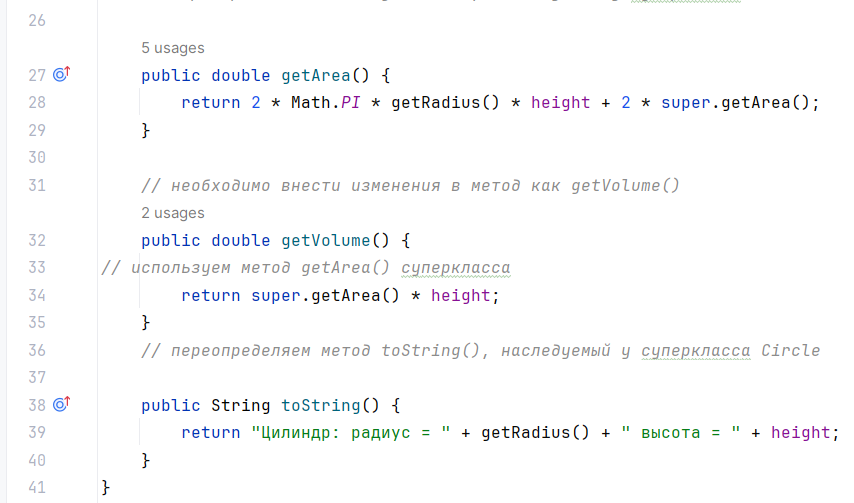 26
5 usages
27 public double getArea() {
28 return 2 * Math.PI * getRadius() * height + 2 * super.getArea();
29 }
30
31 // необходимо внести изменения в метод как getVolume()
2 usages
32 public double getVolume() {
33 // используем метод getArea() суперкласса
34 return super.getArea() * height;
35 }
36 // переопределяем метод toString(), наследуемый у суперкласса Circle
37
38 public String toString() {
39 return "Цилиндр: радиус = " + getRadius() + " высота = " + height;
40 }
41 }